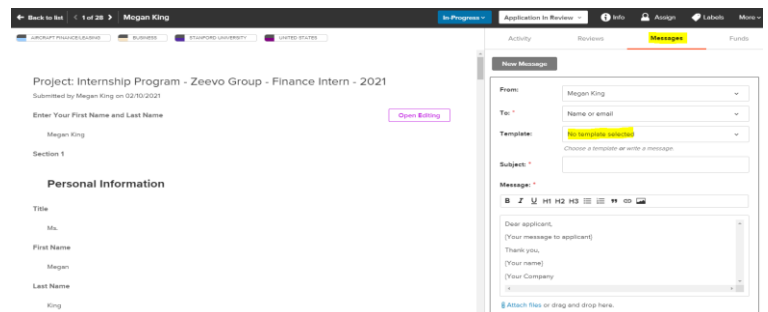 Back to list 1 of 28 Megan King In-Progress Application In Review Info Assign Labels More
AIRCRAFT FINANCE/LEASING BUSINESS STANFORD UNIVERSITY UNITED STATES
Activity Reviews Messages Funds
New Message
Project: Internship Program - Zeevo Group - Finance Intern - 2021
Submitted by Megan King on 02/10/2021
Enter Your First Name and Last Name
Open Editing
Megan King
Section 1
Personal Information
Title
Ms.
First Name
Megan
Last Name
King
From: Megan King
To: * Name or email
Template: No template selected
Choose a template or write a message.
Subject: *
Message: *
B I U H1 H2 H3
Dear applicant,
(Your message to applicant)
Thank you,
(Your name)
(Your Company
Attach files or drag and drop here.